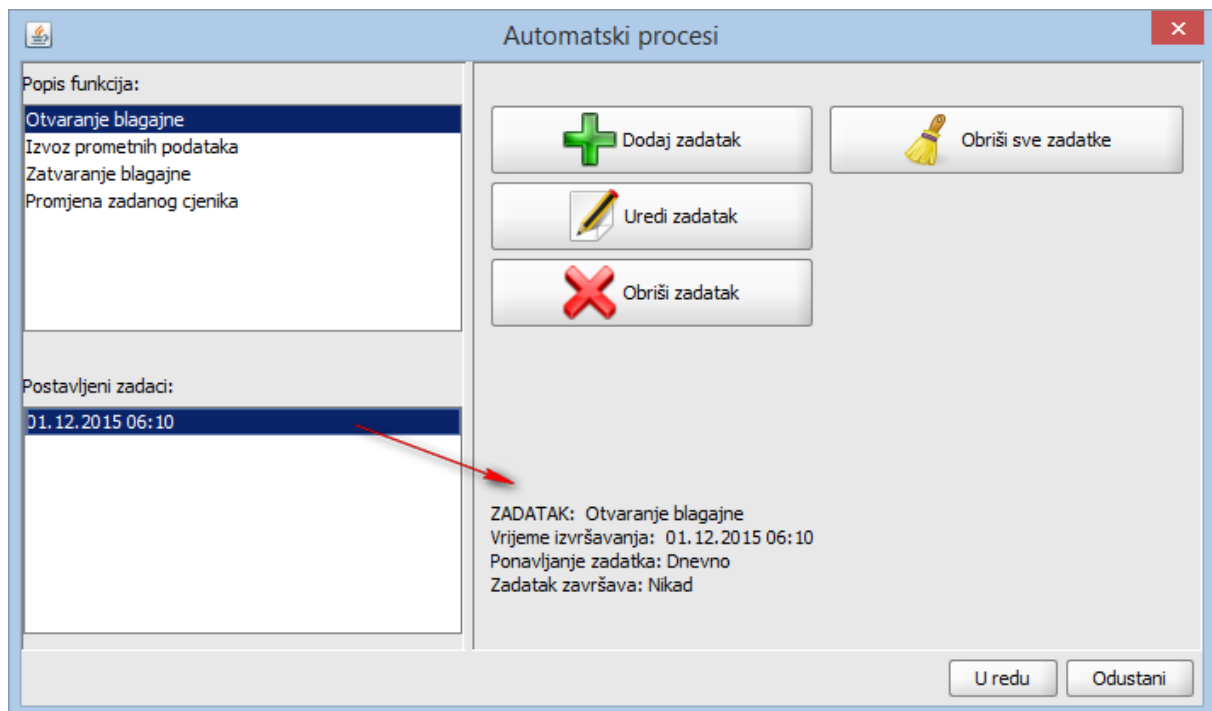 Automatski procesi
Popis funkcija:
Otvaranje blagajne
Izvoz prometnih podataka
Zatvaranje blagajne
Promjena zadanog cjenika
Dodaj zadatak
Obriši sve zadatke
Uredi zadatak
Obriši zadatak
Postavljeni zadaci:
01.12.2015 06:10
ZADATAK: Otvaranje blagajne
Vrijeme izvršavanja: 01.12.2015 06:10
Ponavljanje zadatka: Dnevno
Zadatak završava: Nikad
U redu
Odustani